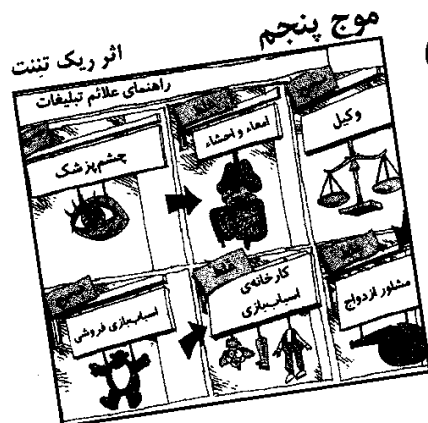 موج پنجم
اثر ریک تننت
راهنمای علائم تبلیغات
وکیل
امعاء و احشاء
چشم‌پزشک
مشاور ازدواج
کارخانه‌ی
اسباب‌بازی
اسباب‌بازی فروشی